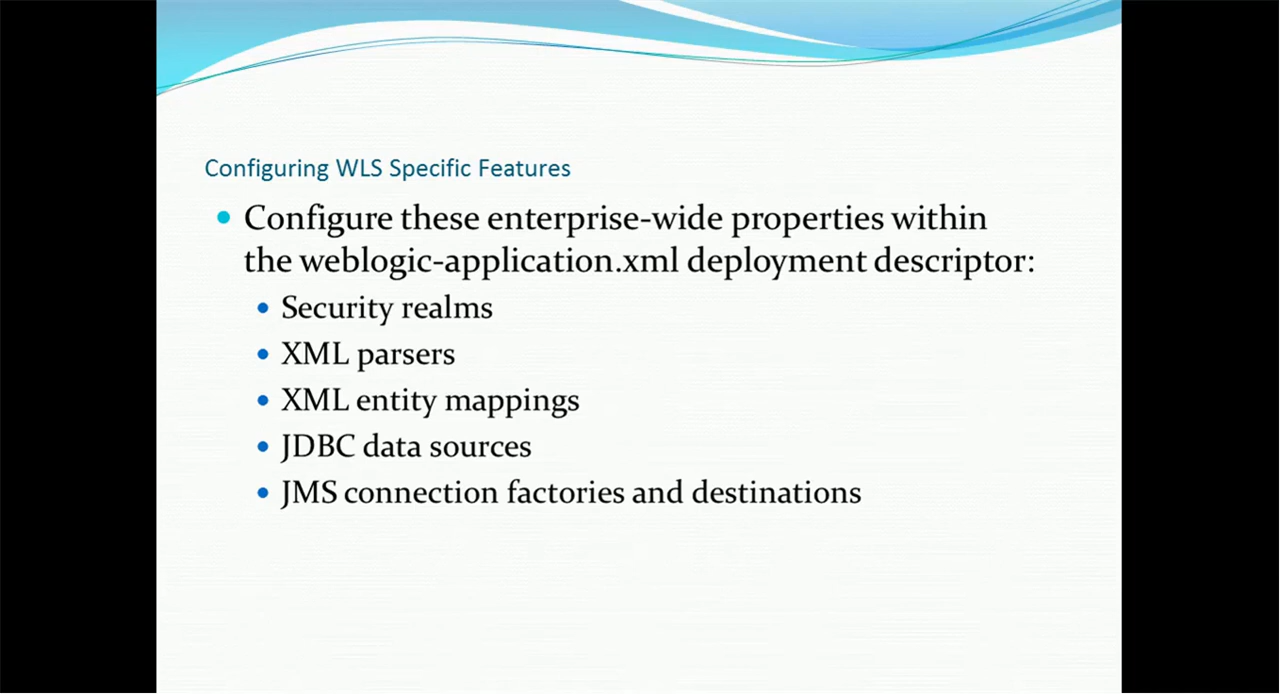 Configuring WLS Specific Features
Configure these enterprise-wide properties within
the weblogic-application.xml deployment descriptor:
Security realms
XML parsers
XML entity mappings
JDBC data sources
JMS connection factories and destinations